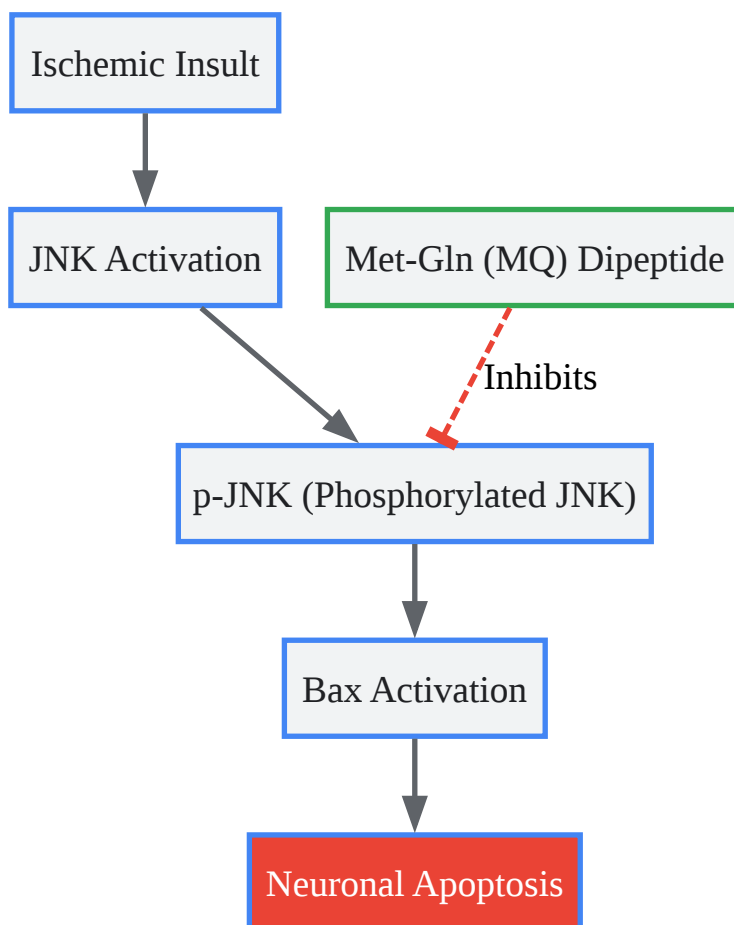 Ischemic Insult
JNK Activation
Met-Gln (MQ) Dipeptide
Inhibits
p-JNK (Phosphorylated JNK)
Bax Activation
Neuronal Apoptosis